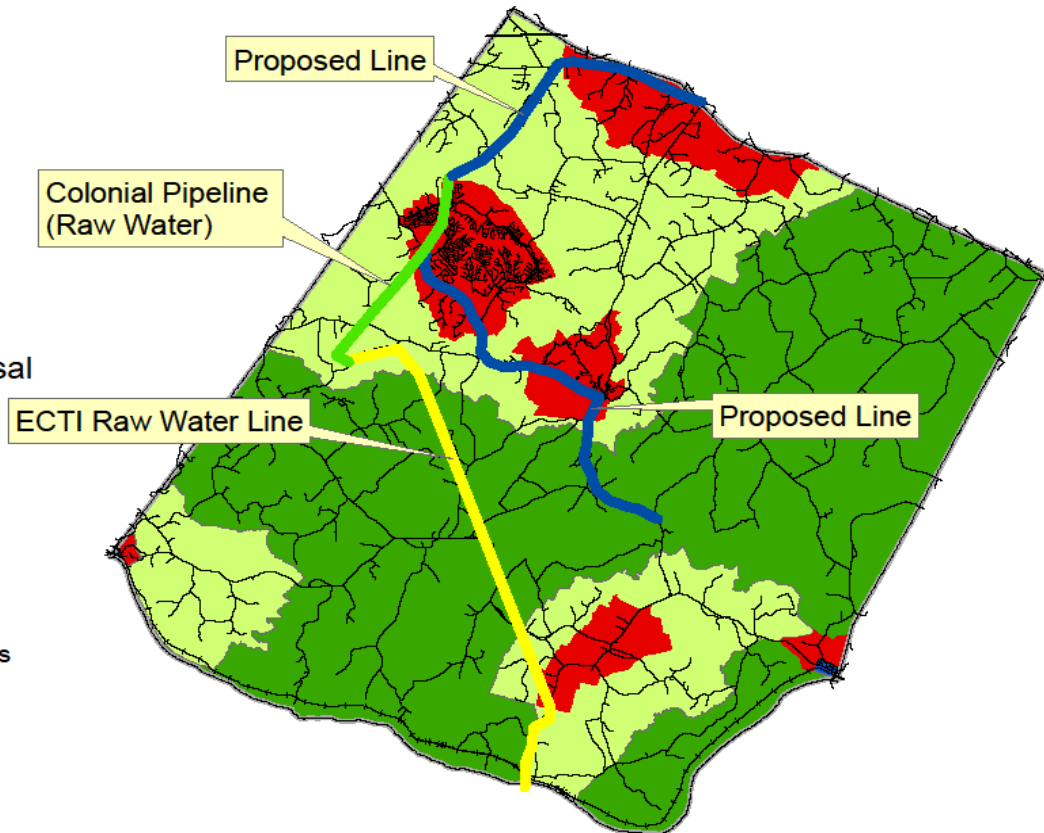 Proposed Line
Colonial Pipeline
(Raw Water)
sal
ECTI Raw Water Line
Proposed Line
s